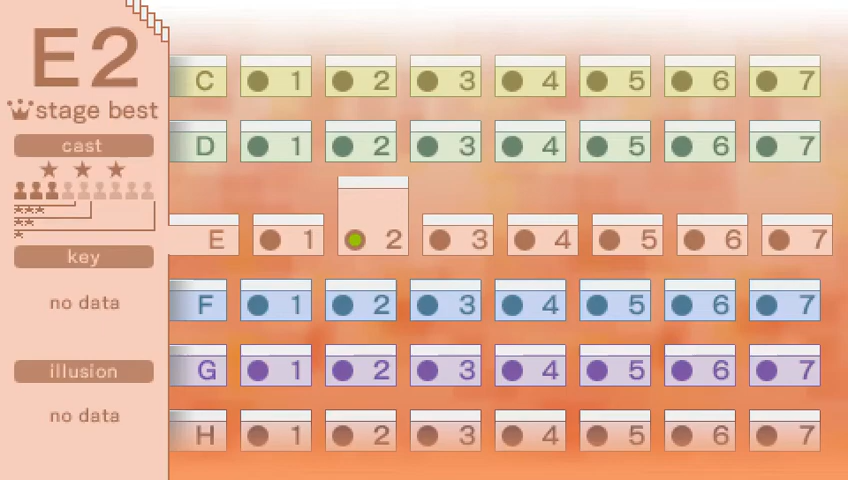 E2
stage best
cast
★ ★ ★
★★★
★★
★
key
no data
illusion
no data
C 1 2 3 4 5 6 7
D 1 2 3 4 5 6 7
E 1 2 3 4 5 6 7
F 1 2 3 4 5 6 7
G 1 2 3 4 5 6 7
H 1 2 3 4 5 6 7